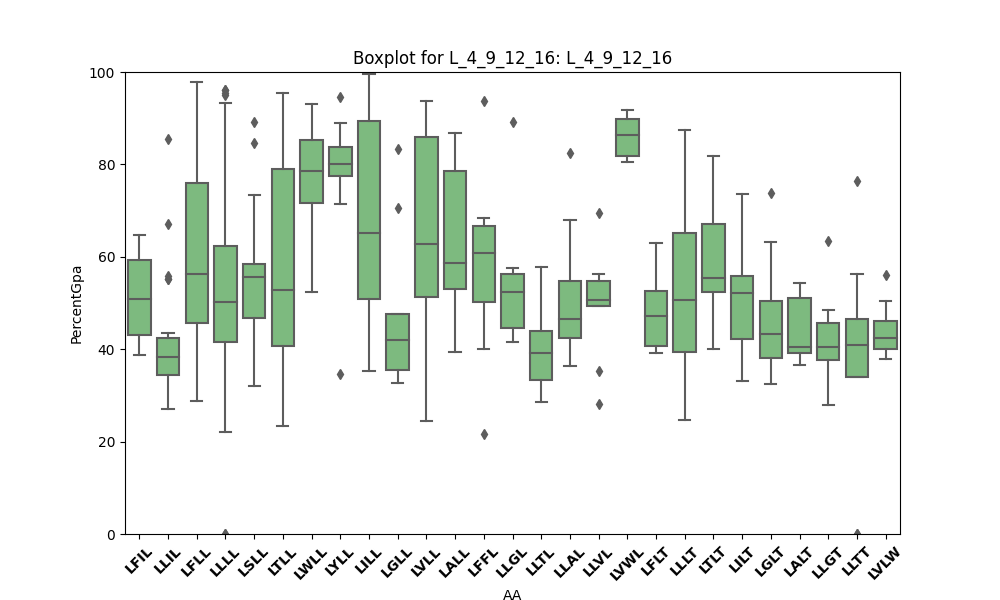 Boxplot for L_4_9_12_16: L_4_9_12_16
100
80
60
40
20
0
PercentGpa
LFIL LLIL LFLL LLLL LSLL LTLL LWLL LYLL LILL LGLL LVLL LALL LFFL LLGL LLTL LLAL LLVL LVWL LFLT LLLT LTLT LILT LGLT LALT LLGT LLTT LVLW
AA